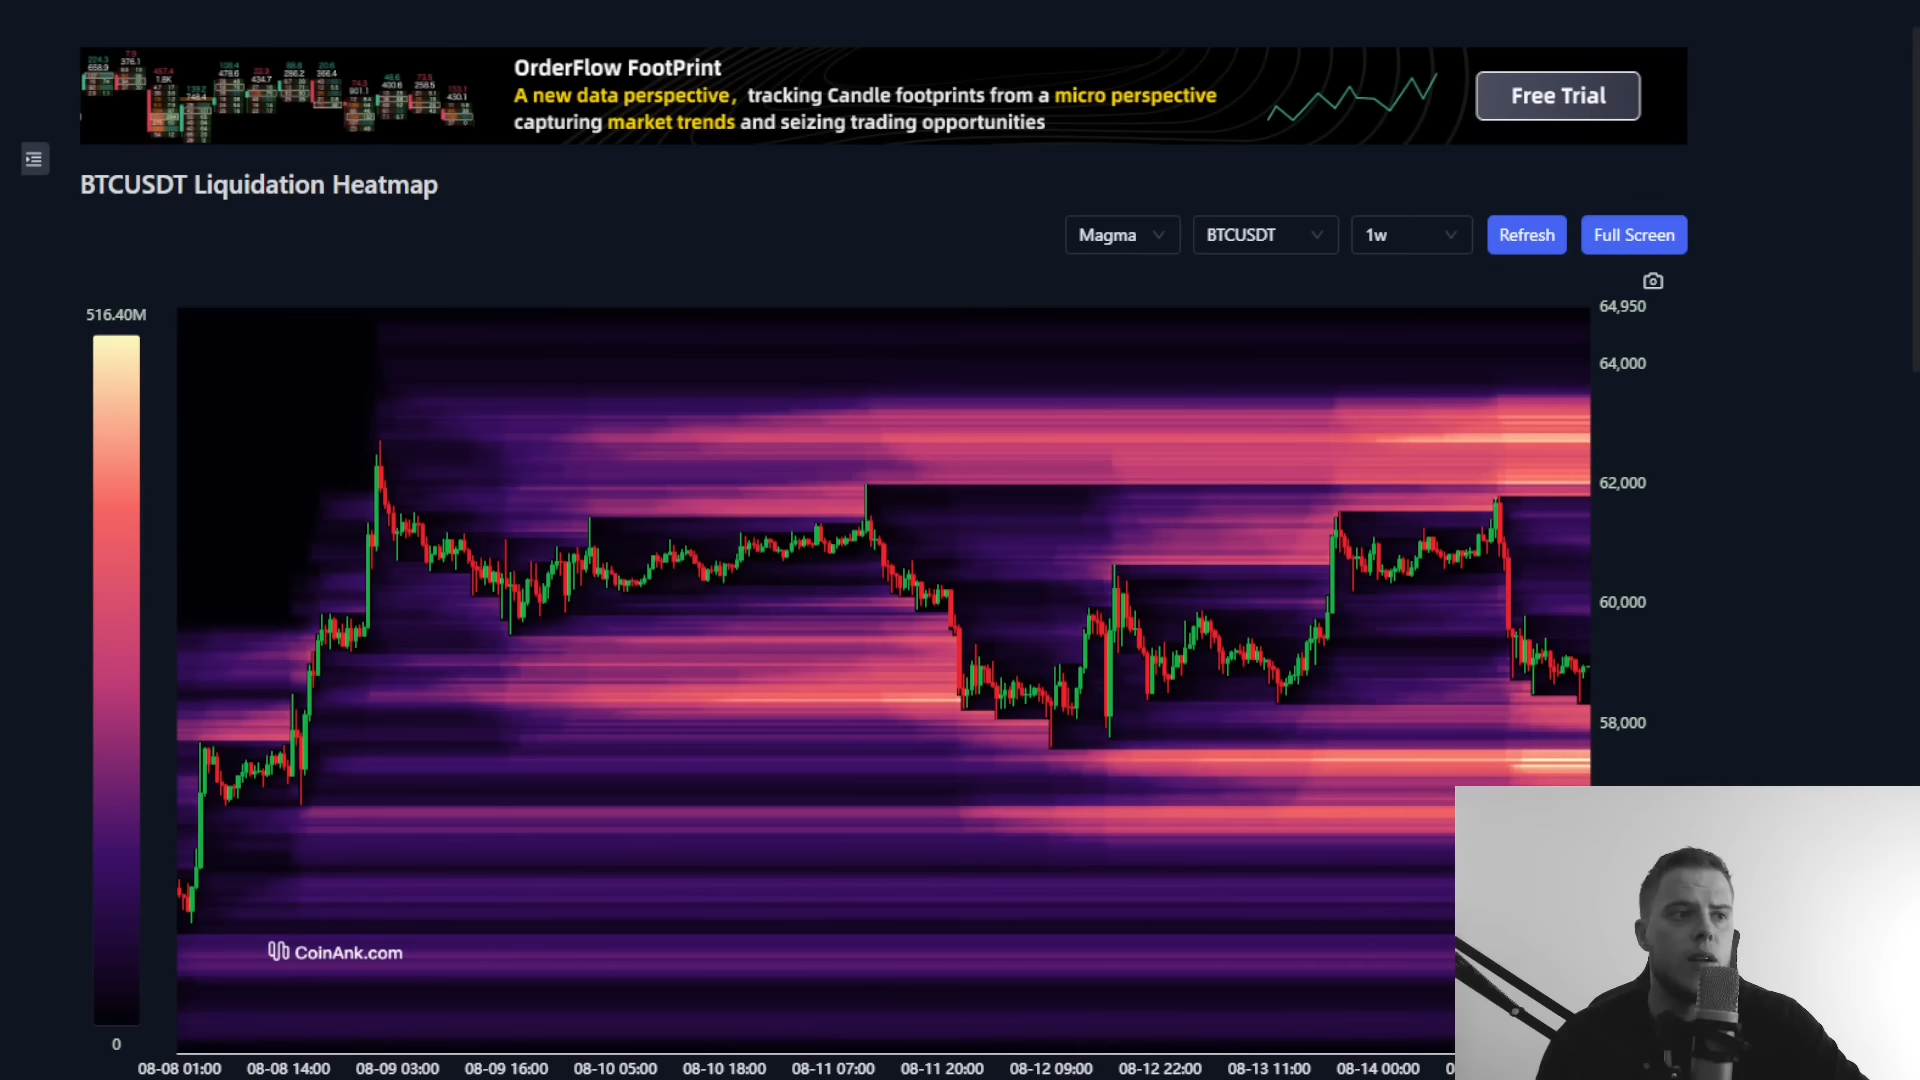 OrderFlow FootPrint
A new data perspective, tracking Candle footprints from a micro perspective
capturing market trends and seizing trading opportunities
Free Trial
BTCUSDT Liquidation Heatmap
Magma
BTCUSDT
1w
Refresh
Full Screen
516.40M
64,950
64,000
62,000
60,000
58,000
CoinAnk.com
0
08-08 01:00 08-08 14:00 08-09 03:00 08-09 16:00 08-10 05:00 08-10 18:00 08-11 07:00 08-11 20:00 08-12 09:00 08-12 22:00 08-13 11:00 08-14 00:00